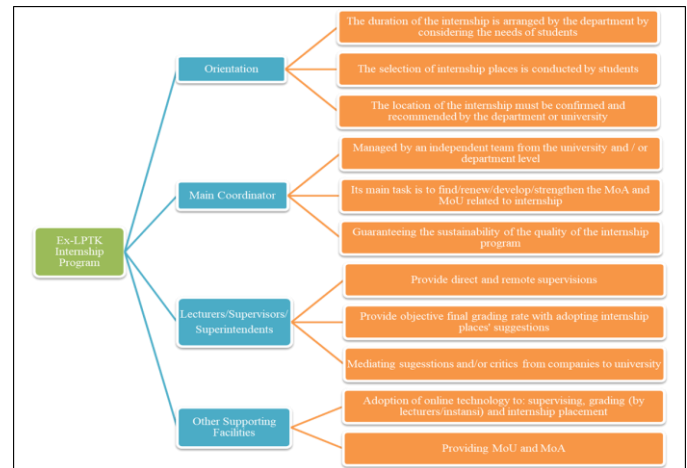 Ex-LPTK
Internship
Program
Orientation
The duration of the internship is arranged by the department by
considering the needs of students
The selection of internship places is conducted by students
The location of the internship must be confirmed and
recommended by the department or university
Main Coordinator
Managed by an independent team from the university and / or
department level
Its main task is to find/renew/develop/strengthen the MoA and
MoU related to internship
Guaranteeing the sustainability of the quality of the internship
program
Lecturers/Supervisors/
Superintendents
Provide direct and remote supervisions
Provide objective final grading rate with adopting internship
places' suggestions
Mediating sugesstions and/or critics from companies to university
Other Supporting
Facilities
Adoption of online technology to: supervising, grading (by
lecturers/instansi) and internship placement
Providing MoU and MoA